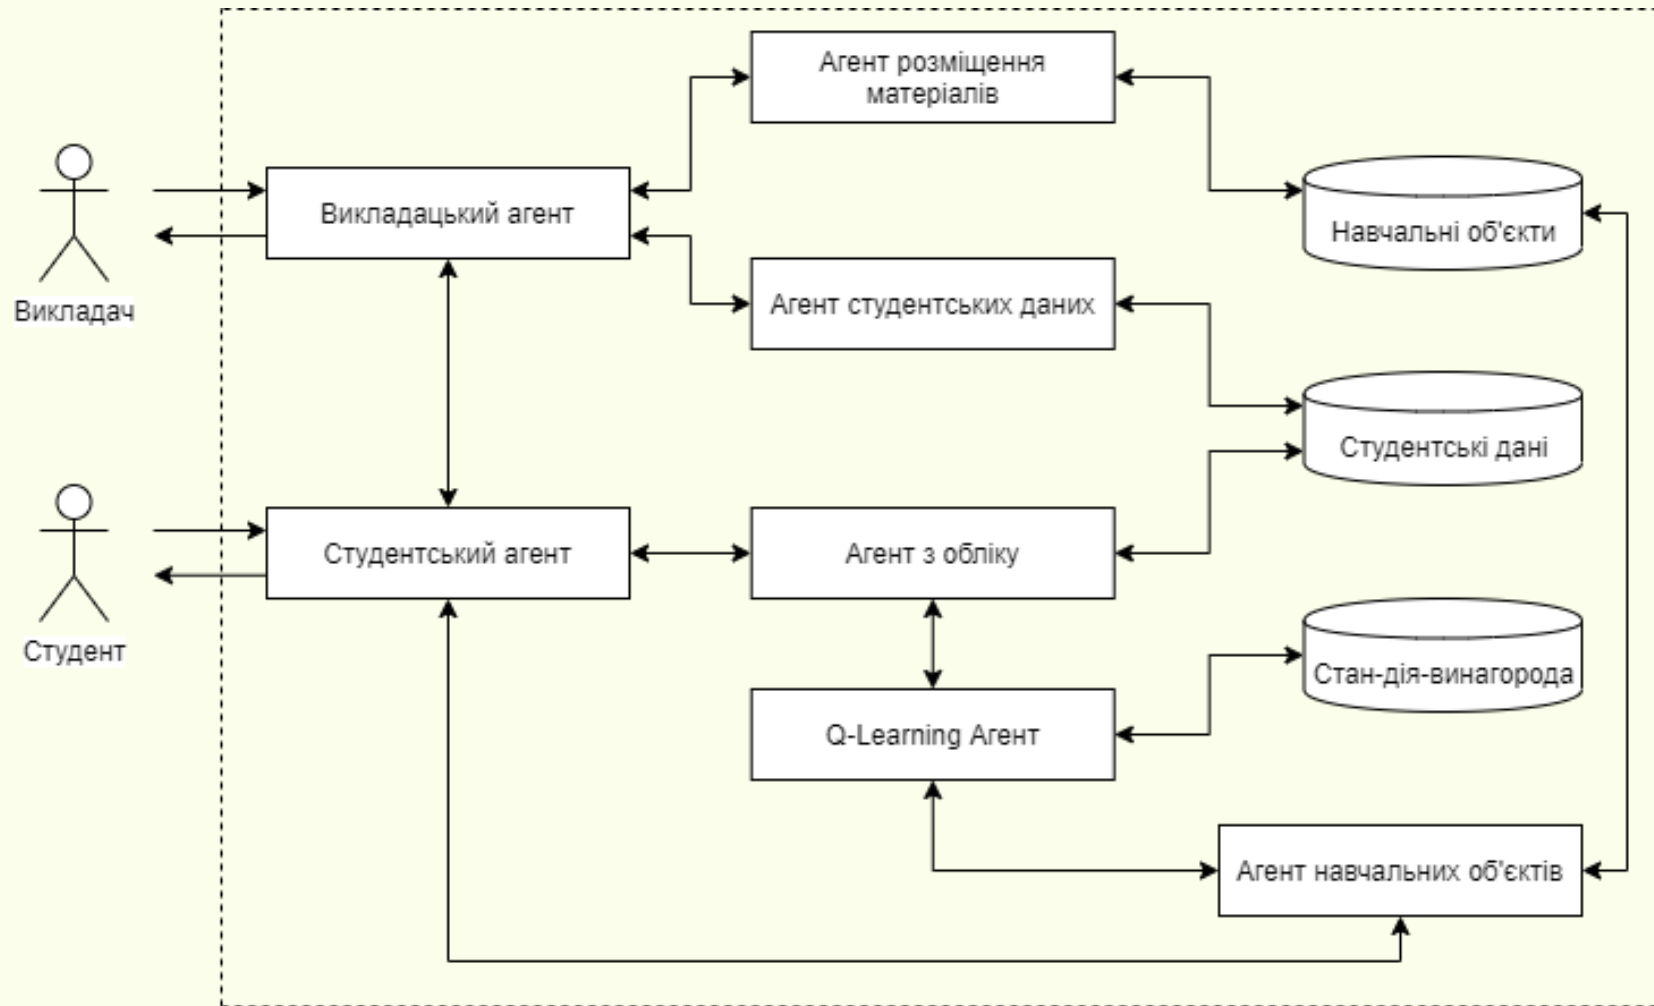 Агент розміщення
матеріалів
Викладацький агент
Навчальні об'єкти
Викладач
Агент студентських даних
Студентські дані
Студентський агент
Агент з обліку
Студент
Стан-дія-винагорода
Q-Learning Агент
Агент навчальних об'єктів